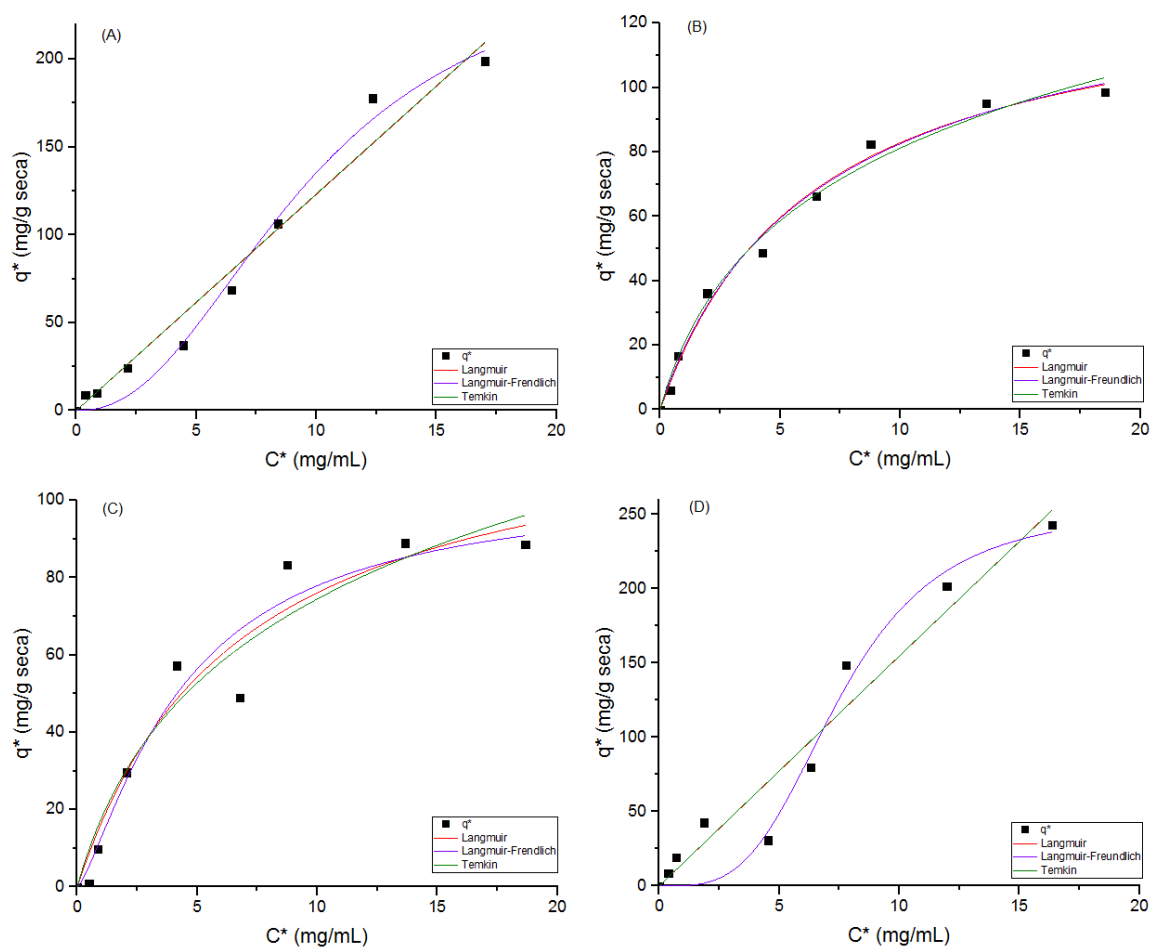 (A)
q* (mg/g seca)
200
150
100
50
0
0 5 10 15 20
C* (mg/mL)
q*
Langmuir
Langmuir-Frendlich
Temkin
(B)
q* (mg/g seca)
120
100
80
60
40
20
0
0 5 10 15 20
C* (mg/mL)
q*
Langmuir
Langmuir-Freundlich
Temkin
(C)
q* (mg/g seca)
100
80
60
40
20
0
0 5 10 15 20
C* (mg/mL)
q*
Langmuir
Langmuir-Frendlich
Temkin
(D)
q* (mg/g seca)
250
200
150
100
50
0
0 5 10 15 20
C* (mg/mL)
q*
Langmuir
Langmuir-Freundlich
Temkin